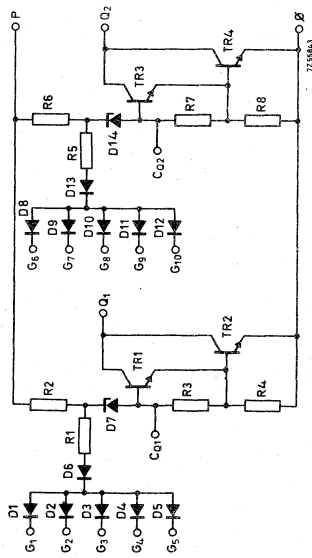 P
R2
R6
R1
D6
D7
D1
D2
D3
D4
D5
G1
G2
G3
G4
G5
Q1
TR1
TR2
CQ1
R3
R4
R5
D13
D14
D8
D9
D10
D11
D12
G6
G7
G8
G9
G10
Q2
TR3
TR4
CQ2
R7
R8
Ø
7Z55843